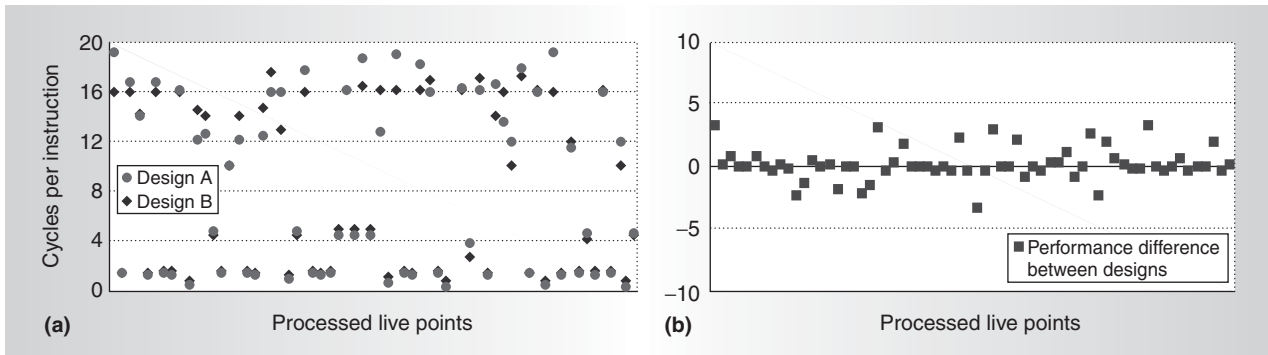 20
16
12
8
4
0
Cycles per instruction
Design A
Design B
(a)
Processed live points
10
5
0
−5
−10
Performance difference
between designs
(b)
Processed live points